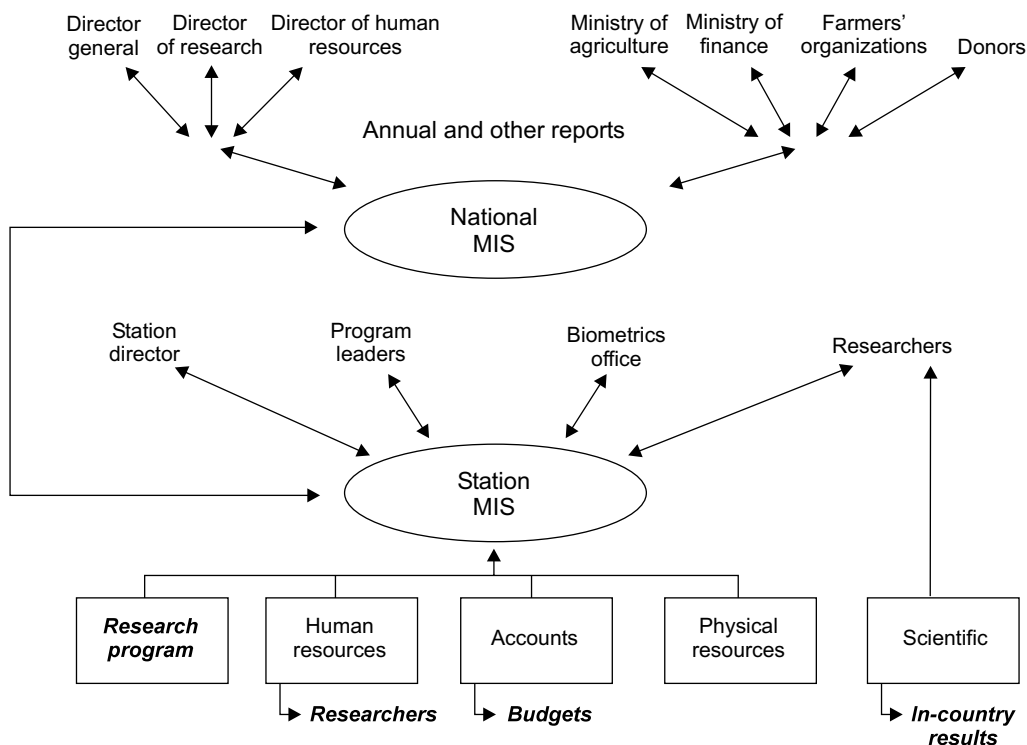 Director
general
Director
of research
Director of human
resources
Ministry of
agriculture
Ministry of
finance
Farmers’
organizations
Donors
Annual and other reports
National
MIS
Station
director
Program
leaders
Biometrics
office
Researchers
Station
MIS
Research
program
Human
resources
Accounts
Physical
resources
Scientific
Researchers
Budgets
In-country
results